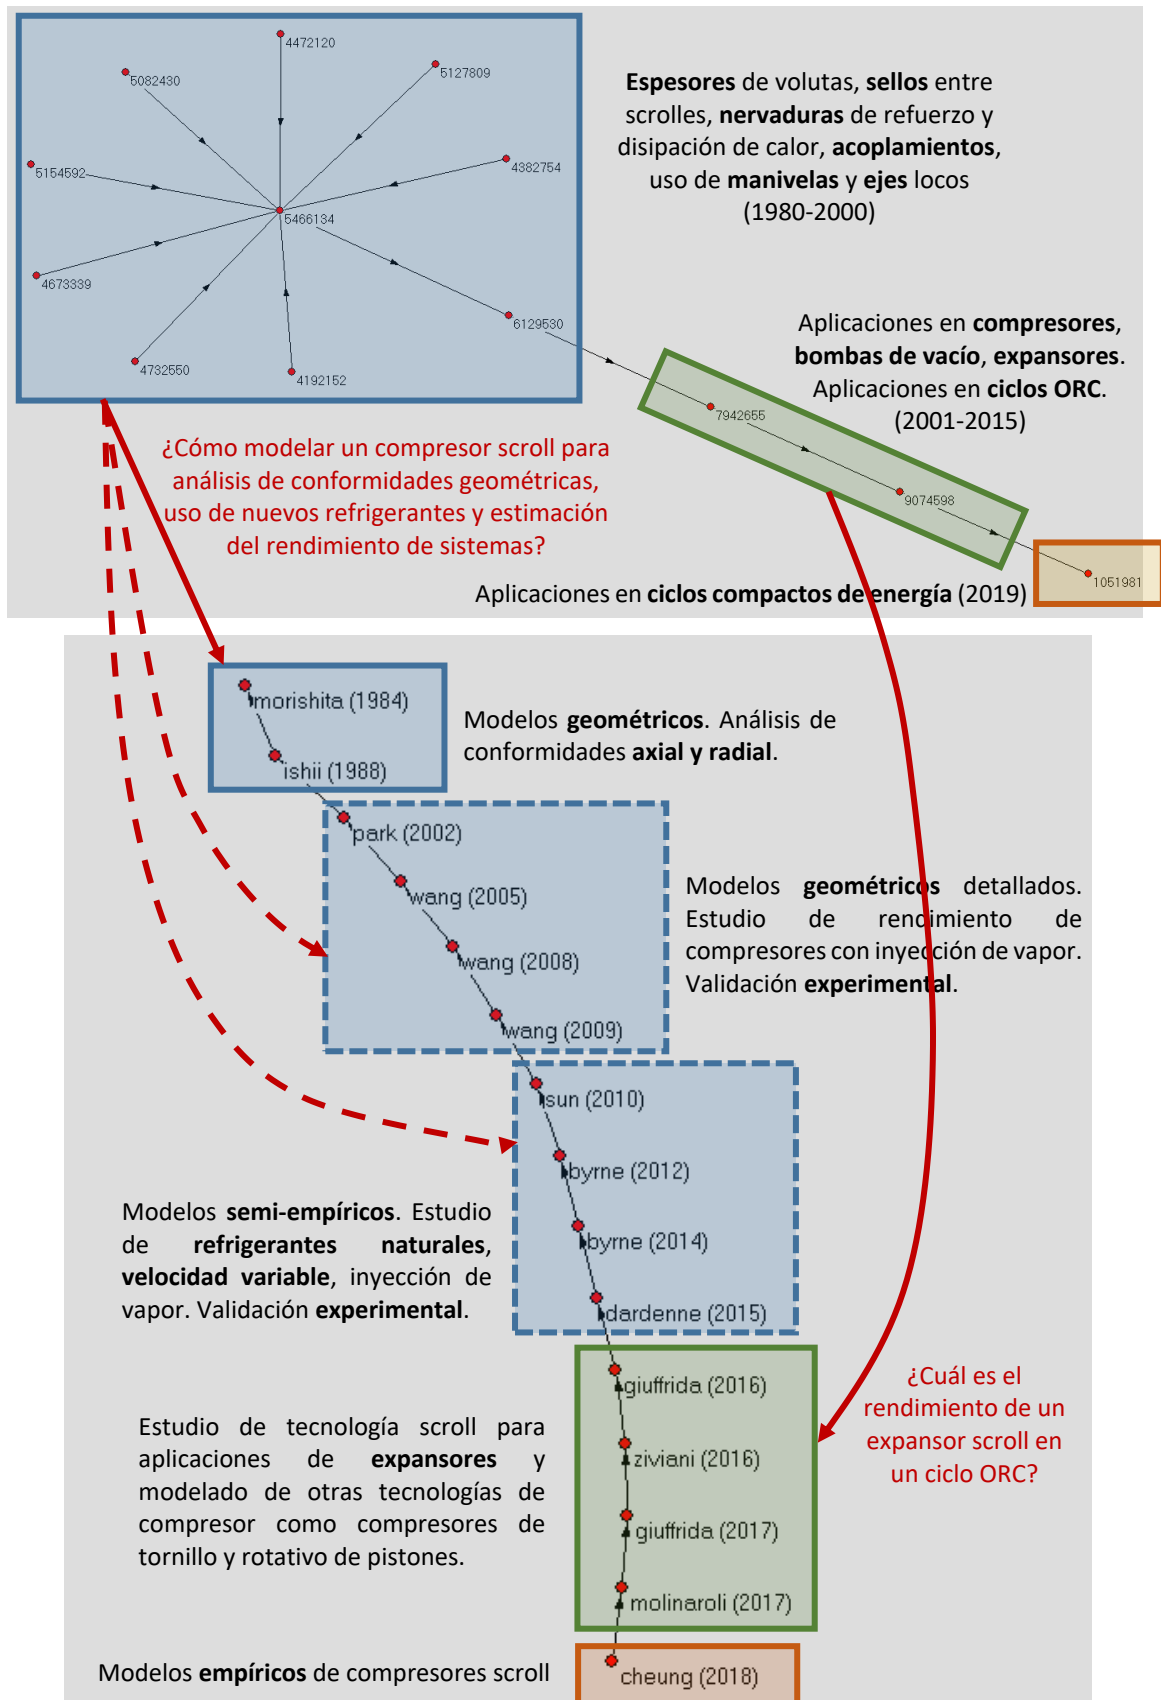 4472120
5082430
5127809
5154592
4382754
5466134
4673339
6129530
4732550
4192152
Espesores de volutas, sellos entre
scrolles, nervaduras de refuerzo y
disipación de calor, acoplamientos,
uso de manivelas y ejes locos
(1980-2000)
Aplicaciones en compresores,
bombas de vacío, expansores.
Aplicaciones en ciclos ORC.
(2001-2015)
7942655
9074598
1051981
¿Cómo modelar un compresor scroll para
análisis de conformidades geométricas,
uso de nuevos refrigerantes y estimación
del rendimiento de sistemas?
Aplicaciones en ciclos compactos de energía (2019)
morishita (1984)
ishii (1988)
Modelos geométricos. Análisis de
conformidades axial y radial.
park (2002)
wang (2005)
wang (2008)
wang (2009)
Modelos geométricos detallados.
Estudio de rendimiento de
compresores con inyección de vapor.
Validación experimental.
sun (2010)
byrne (2012)
byrne (2014)
dardenne (2015)
Modelos semi-empíricos. Estudio
de refrigerantes naturales,
velocidad variable, inyección de
vapor. Validación experimental.
giuffrida (2016)
ziviani (2016)
giuffrida (2017)
molinaroli (2017)
¿Cuál es el
rendimiento de un
expansor scroll en
un ciclo ORC?
Estudio de tecnología scroll para
aplicaciones de expansores y
modelado de otras tecnologías de
compresor como compresores de
tornillo y rotativo de pistones.
Modelos empíricos de compresores scroll
cheung (2018)